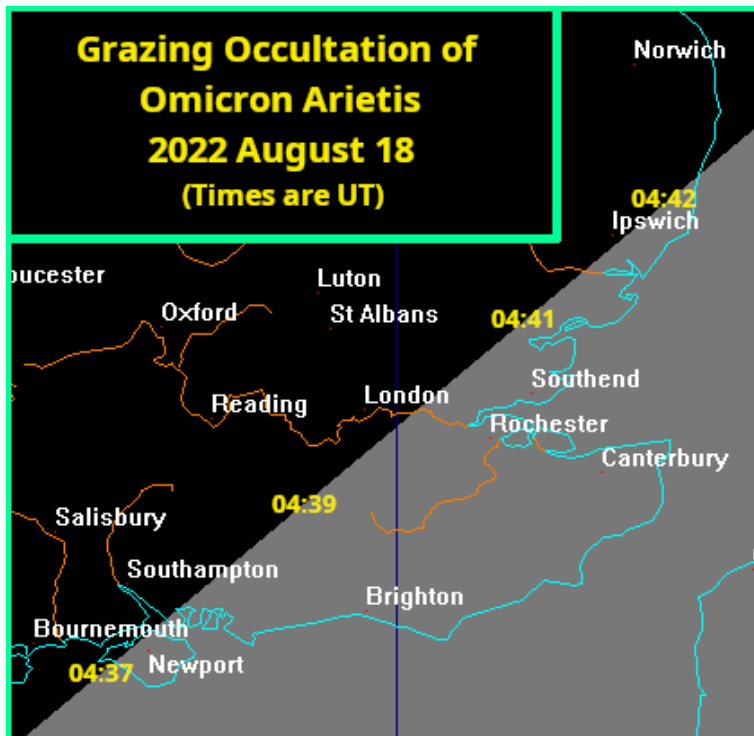 Grazing Occultation of
Omicron Arietis
2022 August 18
(Times are UT)
Norwich
04:42
Ipswich
oucester
Luton
Oxford
St Albans
04:41
Southend
Reading
London
Rochester
Canterbury
04:39
Salisbury
Southampton
Brighton
Bournemouth
Newport
04:37